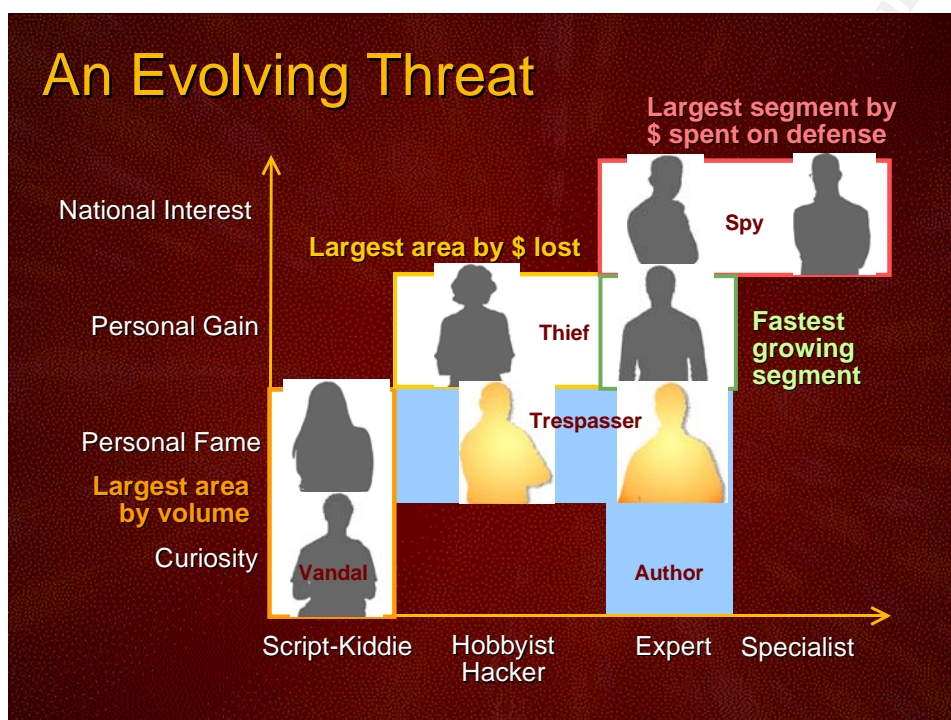 An Evolving Threat
Largest segment by
$ spent on defense
National Interest
Spy
Largest area by $ lost
Personal Gain
Thief
Fastest
growing
segment
Personal Fame
Trespasser
Largest area
by volume
Curiosity
Vandal
Author
Script-Kiddie
Hobbyist
Hacker
Expert
Specialist